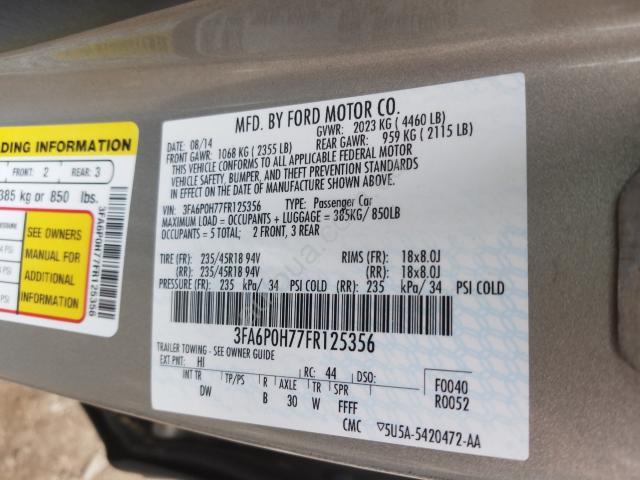 MFD. BY FORD MOTOR CO.
DATE: 08/14 GVWR: 2023 KG ( 4460 LB)
FRONT GAWR: 1068 KG ( 2355 LB) REAR GAWR: 959 KG ( 2115 LB)
THIS VEHICLE CONFORMS TO ALL APPLICABLE FEDERAL MOTOR
VEHICLE SAFETY, BUMPER, AND THEFT PREVENTION STANDARDS
IN EFFECT ON THE DATE OF MANUFACTURE SHOWN ABOVE.
VIN: 3FA6P0H77FR125356 TYPE: Passenger Car
MAXIMUM LOAD = OCCUPANTS + LUGGAGE = 385KG/850LB
OCCUPANTS = 5 TOTAL; 2 FRONT, 3 REAR
TIRE (FR): 235/45R18 94V RIMS (FR): 18x8.0J
(RR): 235/45R18 94V (RR): 18x8.0J
PRESSURE (FR): 235 kPa/ 34 PSI COLD (RR): 235 kPa/ 34 PSI COLD
3FA6P0H77FR125356
TRAILER TOWING - SEE OWNER GUIDE
EXT PNT: HI RC: 44 DSO: F0040
INT TR TP/PS R AXLE TR SPR R0052
DW B 30 W FFFF
CMC ▽5U5A-5420472-AA
ADING INFORMATION
FRONT: 2 REAR: 3
385 kg or 850 lbs.
SEE OWNERS
MANUAL FOR
ADDITIONAL
INFORMATION
3FA6P0H77FR125356